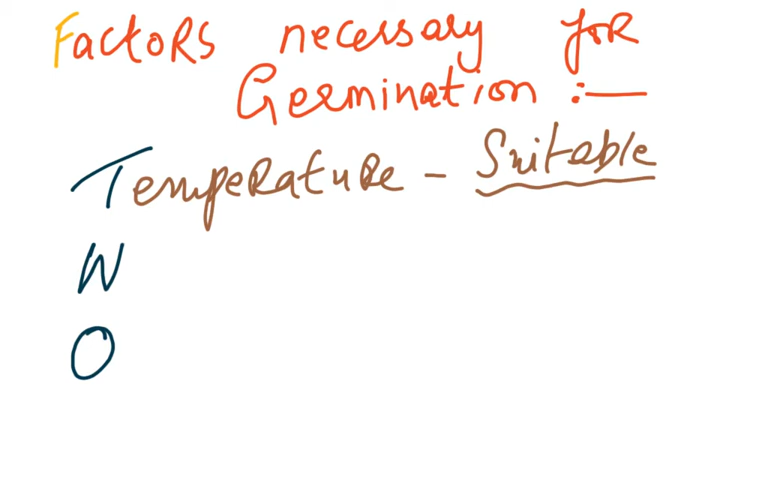 Factors necessary for
Germination :—
Temperature - Suitable
W
O